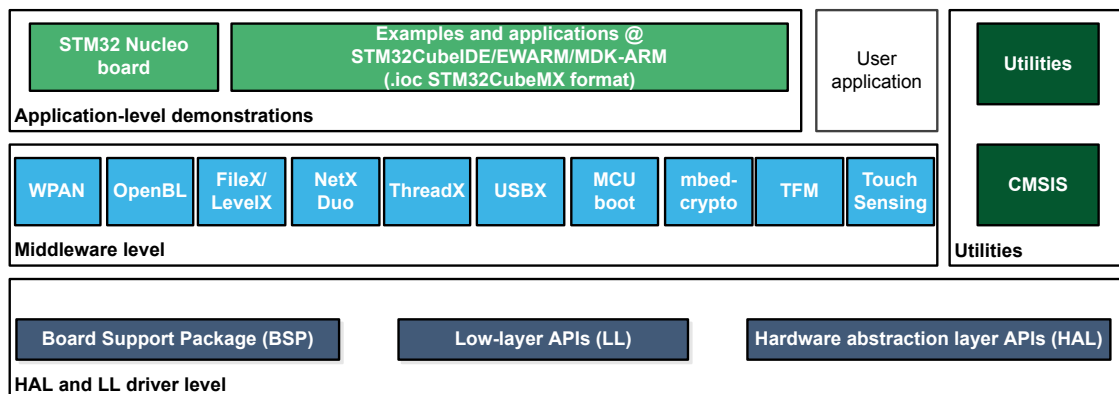 STM32 Nucleo
board
Examples and applications @
STM32CubeIDE/EWARM/MDK-ARM
(.ioc STM32CubeMX format)
Application-level demonstrations
User
application
Utilities
CMSIS
Utilities
WPAN
OpenBL
FileX/
LevelX
NetX
Duo
ThreadX
USBX
MCU
boot
mbed-
crypto
TFM
Touch
Sensing
Middleware level
Board Support Package (BSP)
Low-layer APIs (LL)
Hardware abstraction layer APIs (HAL)
HAL and LL driver level